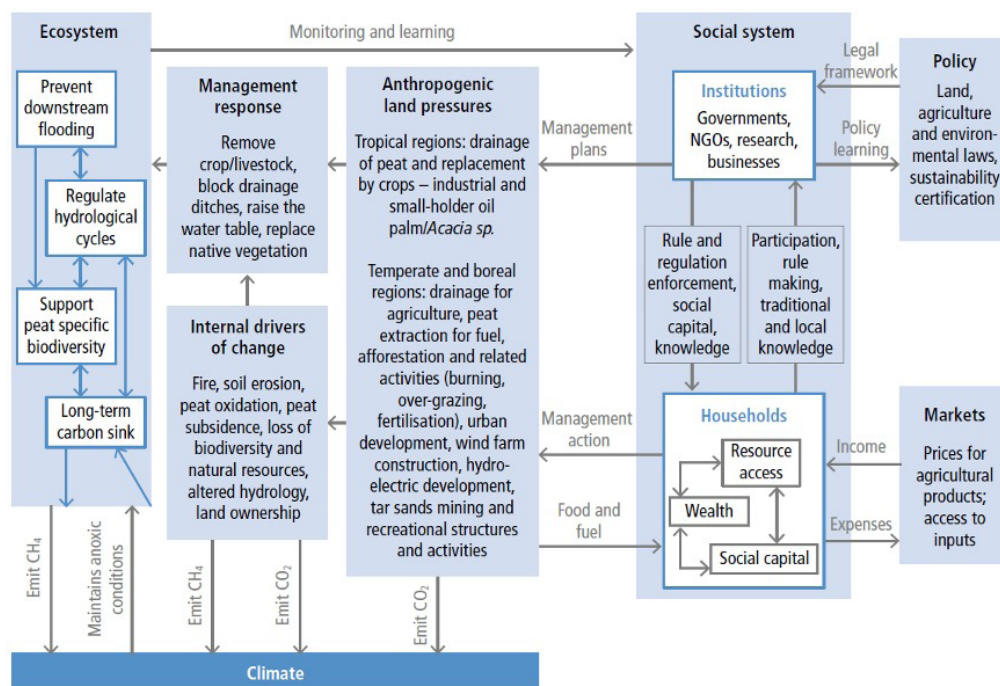 Ecosystem
Prevent
downstream
flooding
Regulate
hydrological
cycles
Support
peat specific
biodiversity
Long-term
carbon sink
Monitoring and learning
Management
response
Remove
crop/livestock,
block drainage
ditches, raise the
water table, replace
native vegetation
Internal drivers
of change
Fire, soil erosion,
peat oxidation, peat
subsidence, loss of
biodiversity and
natural resources,
altered hydrology,
land ownership
Anthropogenic
land pressures
Tropical regions: drainage
of peat and replacement
by crops – industrial and
small-holder oil
palm/Acacia sp.
Temperate and boreal
regions: drainage for
agriculture, peat
extraction for fuel,
afforestation and related
activities (burning,
over-grazing,
fertilisation), urban
development, wind farm
construction, hydro-
electric development,
tar sands mining and
recreational structures
and activities
Management
plans
Management
action
Food and
fuel
Social system
Institutions
Governments,
NGOs, research,
businesses
Rule and
regulation
enforcement,
social
capital,
knowledge
Participation,
rule
making,
traditional
and local
knowledge
Households
Resource
access
Wealth
Social capital
Legal
framework
Policy
learning
Policy
Land,
agriculture
and environ-
mental laws,
sustainability
certification
Income
Expenses
Markets
Prices for
agricultural
products;
access to
inputs
Emit CH₄
Maintains anoxic
conditions
Emit CH₄
Emit CO₂
Emit CO₂
Climate